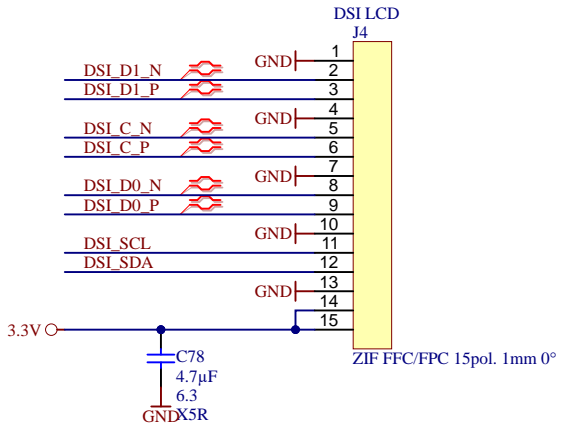 DSI LCD
J4
GND 1
DSI_D1_N 2
DSI_D1_P 3
GND 4
DSI_C_N 5
DSI_C_P 6
GND 7
DSI_D0_N 8
DSI_D0_P 9
GND 10
DSI_SCL 11
DSI_SDA 12
GND 13
14
3.3V 15
ZIF FFC/FPC 15pol. 1mm 0°
C78
4.7µF
6.3
X5R
GND